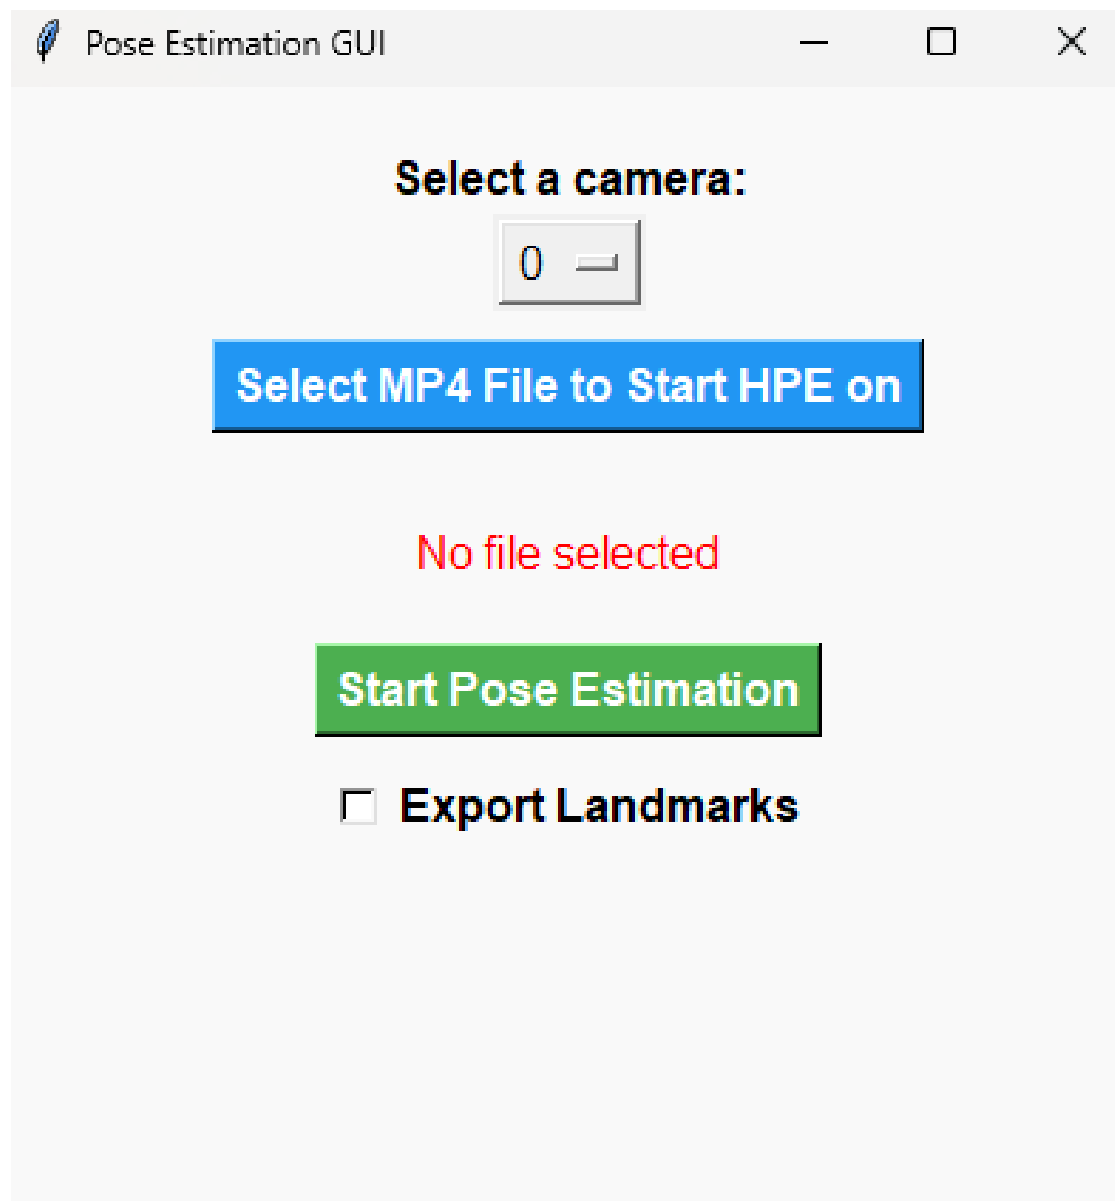 Pose Estimation GUI
Select a camera:
0
Select MP4 File to Start HPE on
No file selected
Start Pose Estimation
Export Landmarks